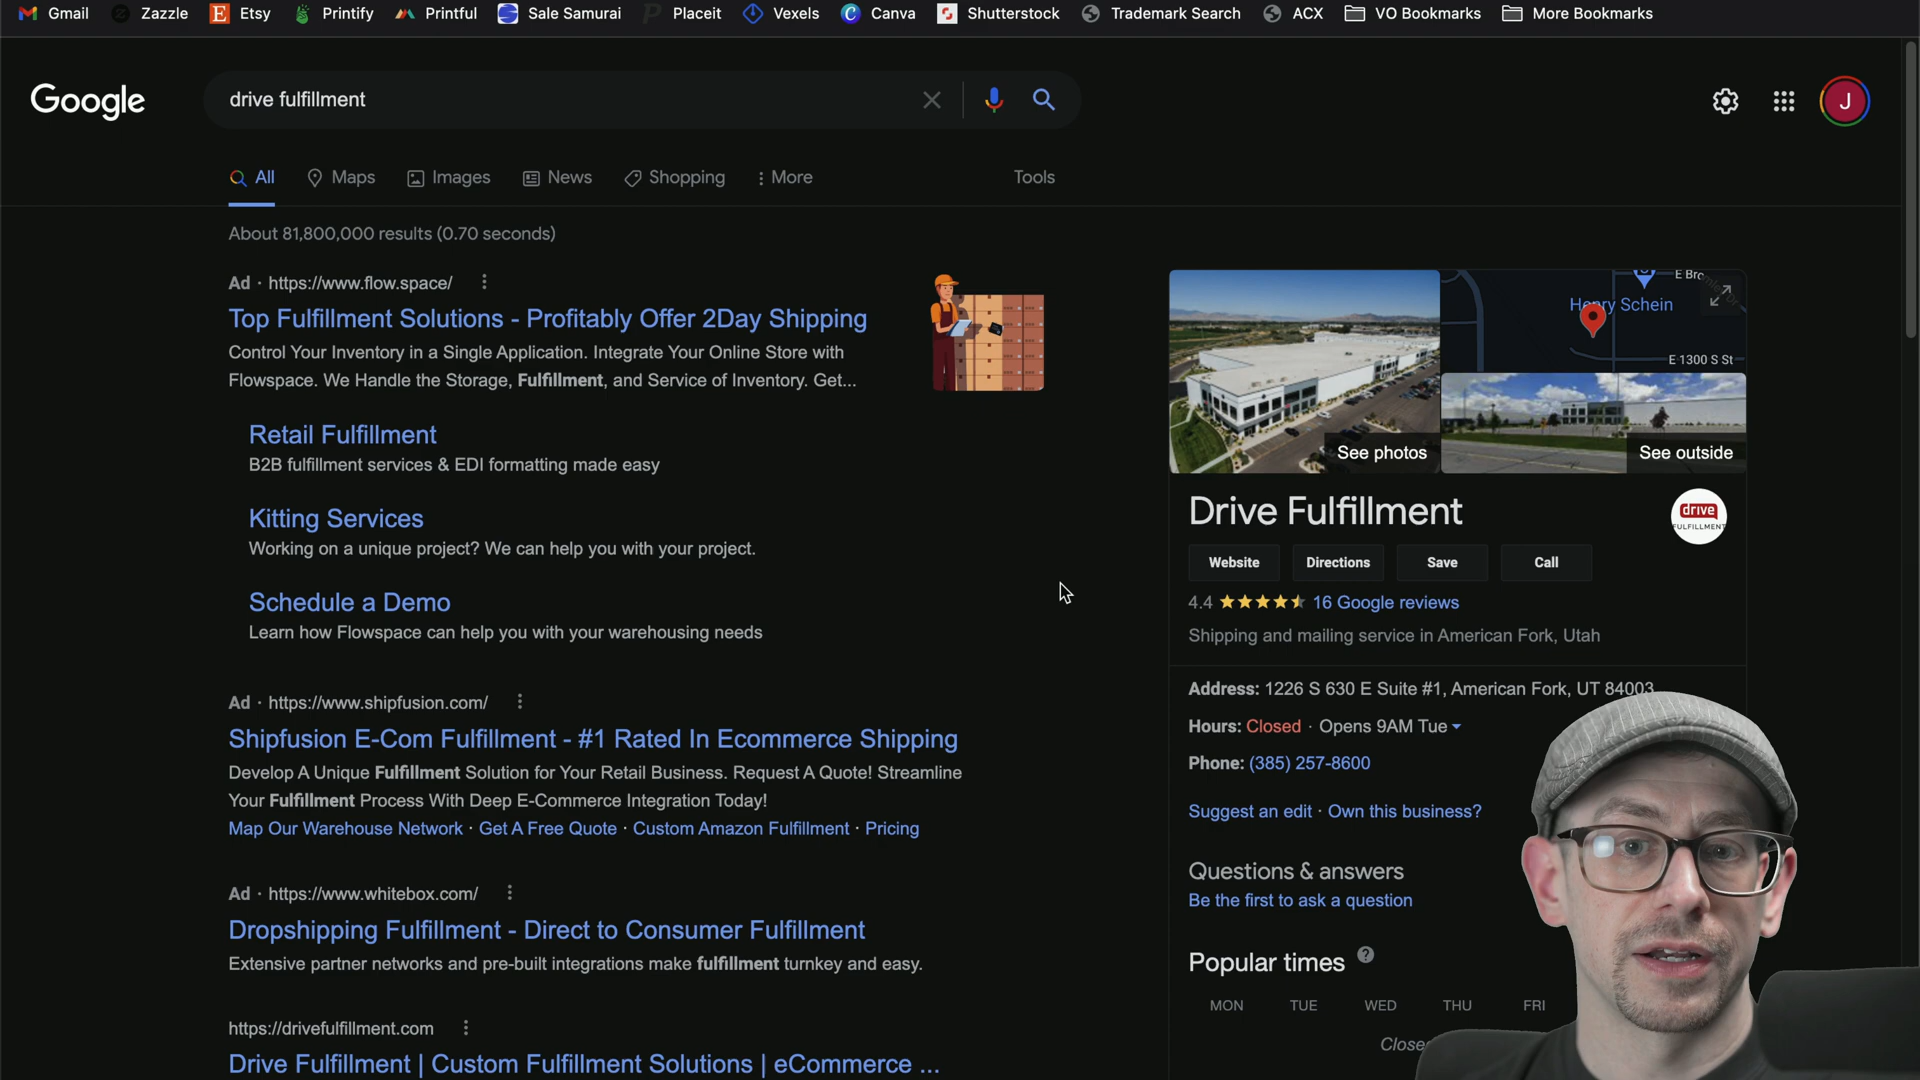 Gmail Zazzle Etsy Printify Printful Sale Samurai Placeit Vexels Canva Shutterstock Trademark Search ACX VO Bookmarks More Bookmarks
Google
drive fulfillment
J
All Maps Images News Shopping More Tools
About 81,800,000 results (0.70 seconds)
Ad · https://www.flow.space/
Top Fulfillment Solutions - Profitably Offer 2Day Shipping
Control Your Inventory in a Single Application. Integrate Your Online Store with
Flowspace. We Handle the Storage, Fulfillment, and Service of Inventory. Get...
Retail Fulfillment
B2B fulfillment services & EDI formatting made easy
Kitting Services
Working on a unique project? We can help you with your project.
Schedule a Demo
Learn how Flowspace can help you with your warehousing needs
Ad · https://www.shipfusion.com/
Shipfusion E-Com Fulfillment - #1 Rated In Ecommerce Shipping
Develop A Unique Fulfillment Solution for Your Retail Business. Request A Quote! Streamline
Your Fulfillment Process With Deep E-Commerce Integration Today!
Map Our Warehouse Network · Get A Free Quote · Custom Amazon Fulfillment · Pricing
Ad · https://www.whitebox.com/
Dropshipping Fulfillment - Direct to Consumer Fulfillment
Extensive partner networks and pre-built integrations make fulfillment turnkey and easy.
https://drivefulfillment.com
Drive Fulfillment | Custom Fulfillment Solutions | eCommerce ...
E Bro
Henry Schein
E 1300 S St
See photos
See outside
Drive Fulfillment
drive
FULFILLMENT
Website Directions Save Call
4.4 16 Google reviews
Shipping and mailing service in American Fork, Utah
Address: 1226 S 630 E Suite #1, American Fork, UT 84003
Hours: Closed · Opens 9AM Tue
Phone: (385) 257-8600
Suggest an edit · Own this business?
Questions & answers
Be the first to ask a question
Popular times
MON TUE WED THU FRI
Close